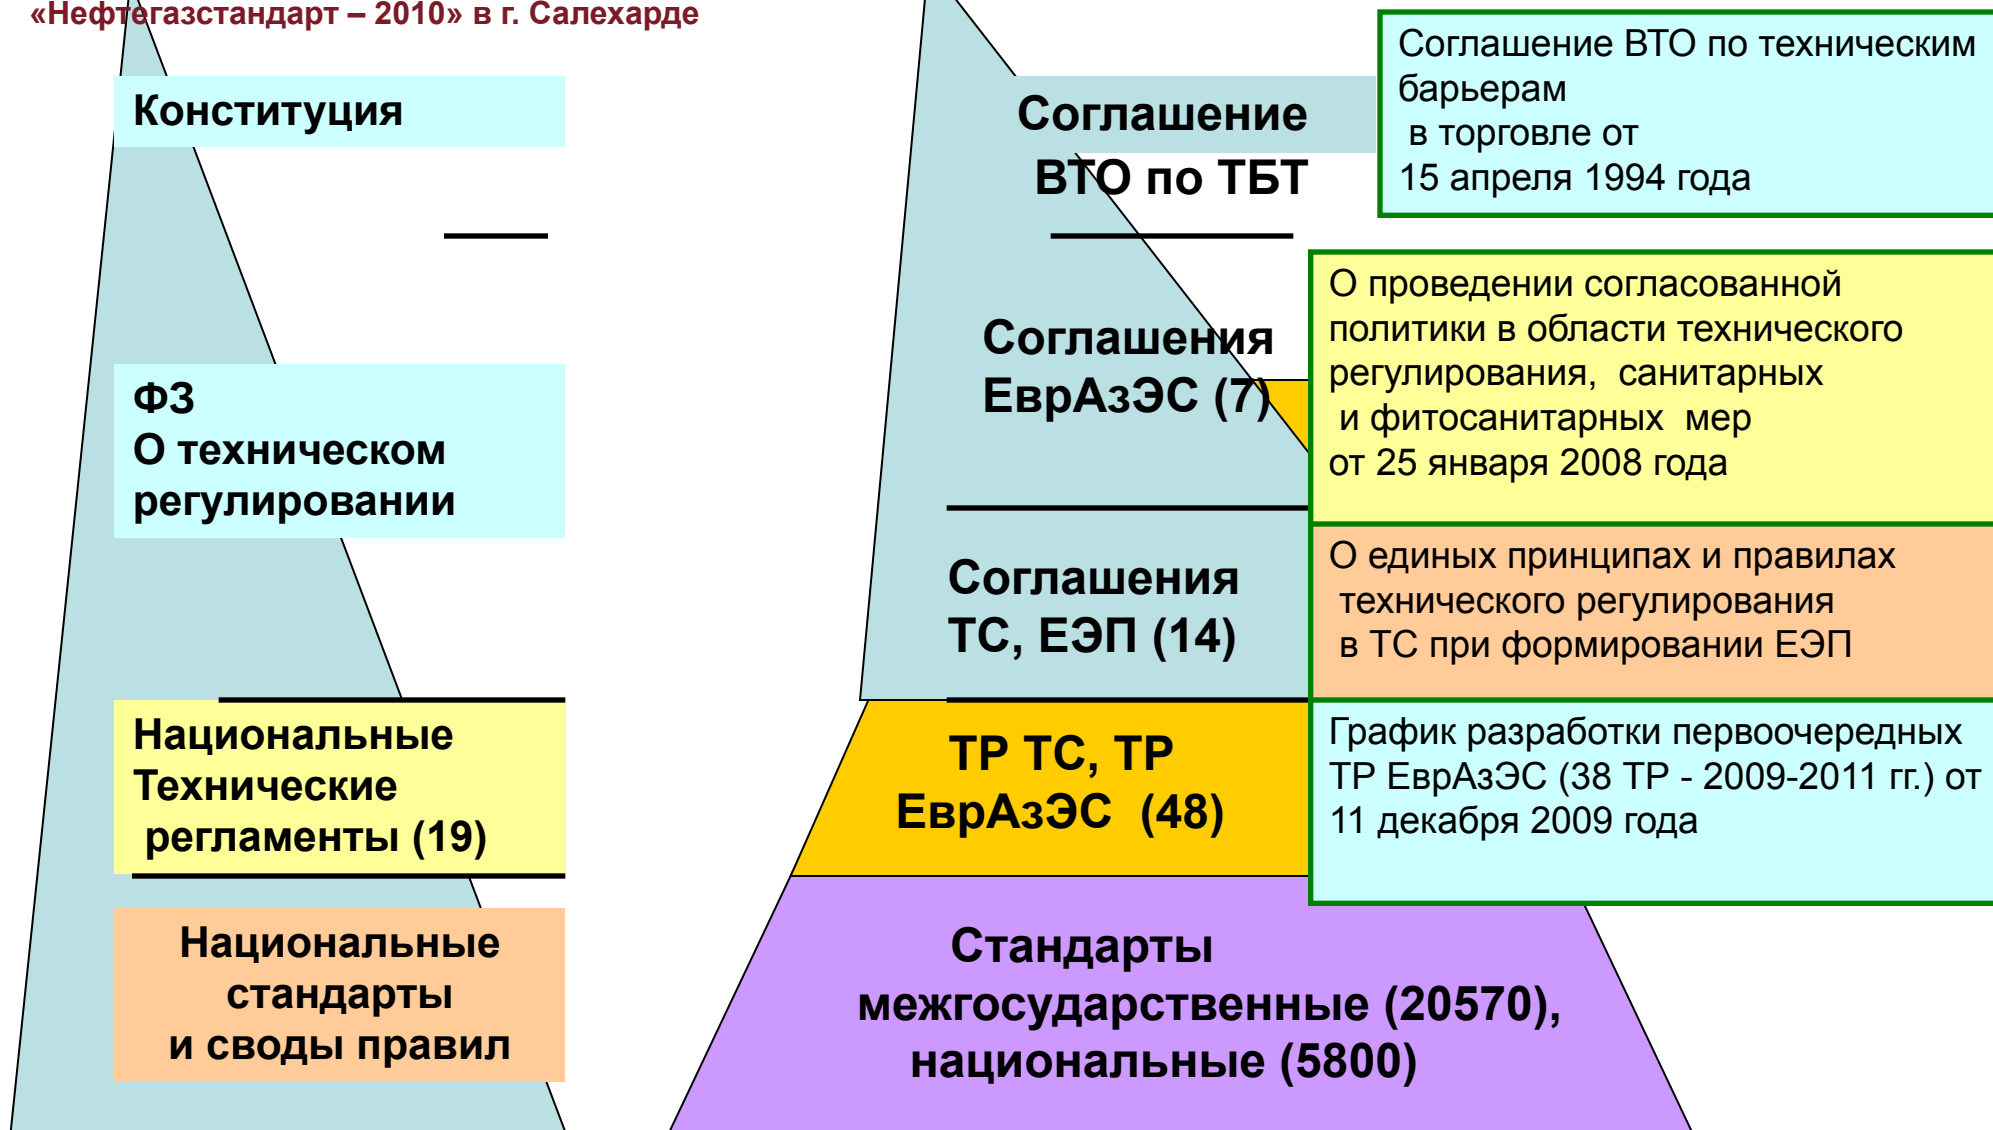 «Нефтегазстандарт – 2010» в г. Салехарде
Конституция
ФЗ
О техническом
регулировании
Национальные
Технические
регламенты (19)
Национальные
стандарты
и своды правил
Соглашение
ВТО по ТБТ
Соглашения
ЕврАзЭС (7)
Соглашения
ТС, ЕЭП (14)
ТР ТС, ТР
ЕврАзЭС (48)
Стандарты
межгосударственные (20570),
национальные (5800)
Соглашение ВТО по техническим
барьерам
в торговле от
15 апреля 1994 года
О проведении согласованной
политики в области технического
регулирования, санитарных
и фитосанитарных мер
от 25 января 2008 года
О единых принципах и правилах
технического регулирования
в ТС при формировании ЕЭП
График разработки первоочередных
ТР ЕврАзЭС (38 ТР - 2009-2011 гг.) от
11 декабря 2009 года